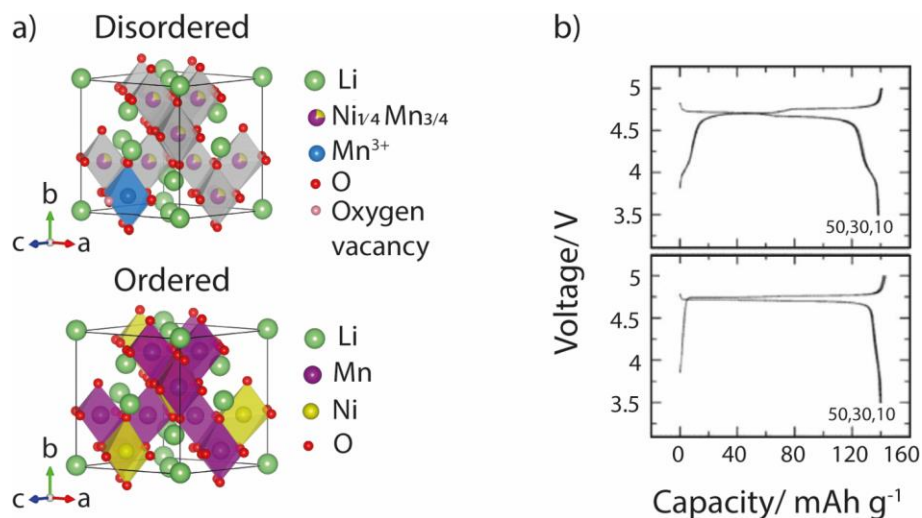 a)
Disordered
Li
Ni1/4 Mn3/4
Mn3+
O
Oxygen
vacancy
b
c
a
Ordered
Li
Mn
Ni
O
b
c
a
b)
Voltage/ V
5
4.5
4
3.5
50,30,10
5
4.5
4
3.5
50,30,10
0
40
80
120
160
Capacity/ mAh g-1